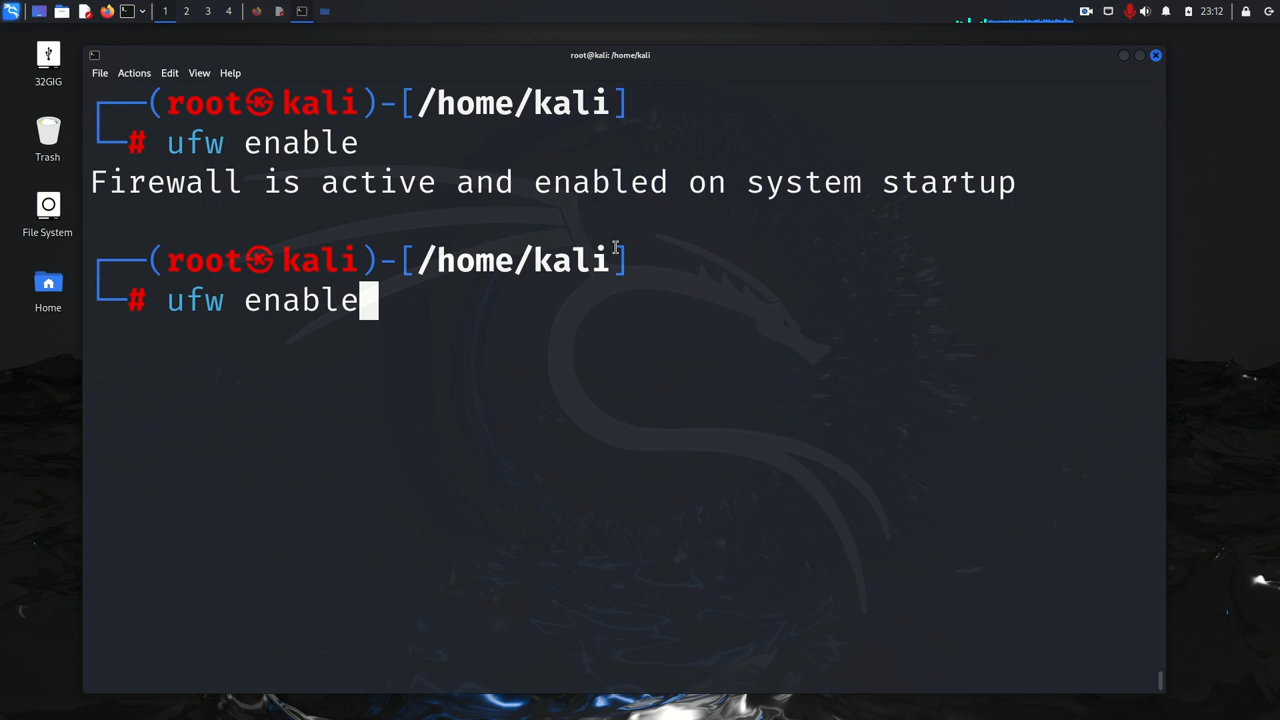 1 2 3 4 23:12
root@kali: /home/kali
File Actions Edit View Help
┌──(root㉿kali)-[/home/kali]
└─# ufw enable
Firewall is active and enabled on system startup
┌──(root㉿kali)-[/home/kali]
└─# ufw enable
32GIG
Trash
File System
Home